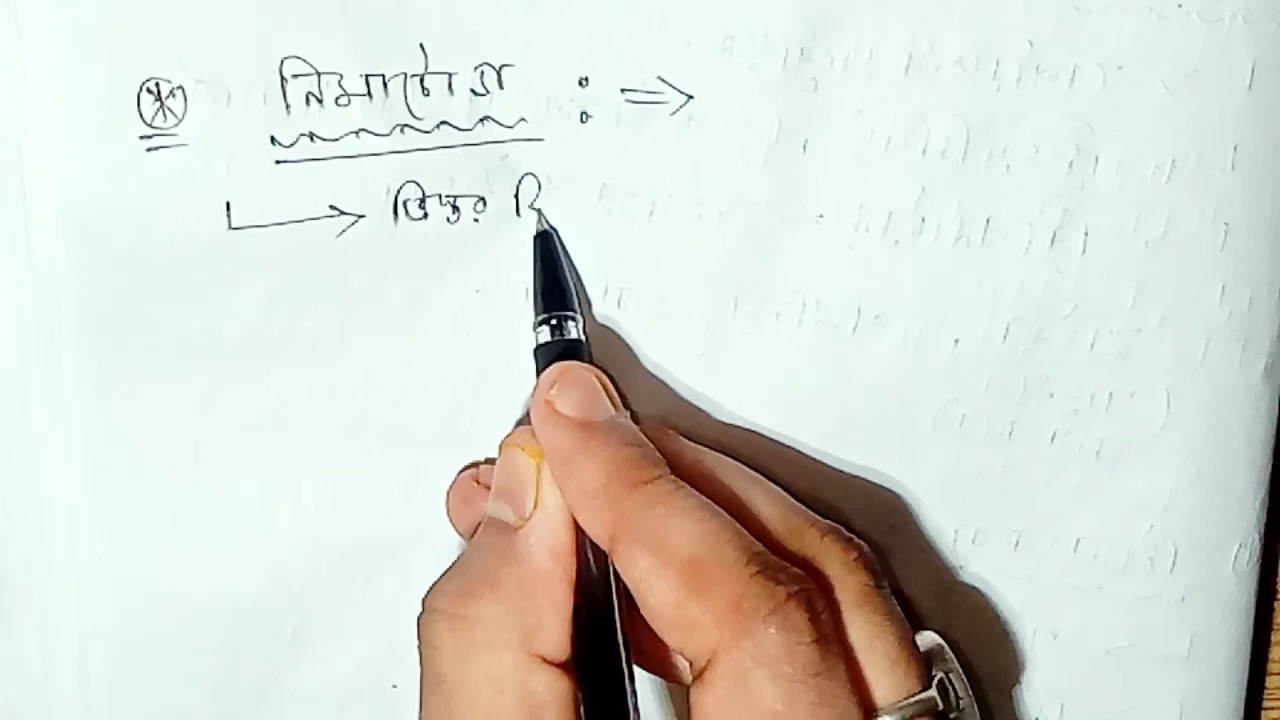 নিমাটোডা : ⇒
→ ত্রিস্তর